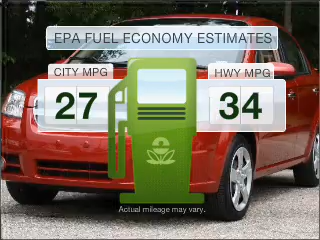 EPA FUEL ECONOMY ESTIMATES
CITY MPG
HWY MPG
27
34
Actual mileage may vary.